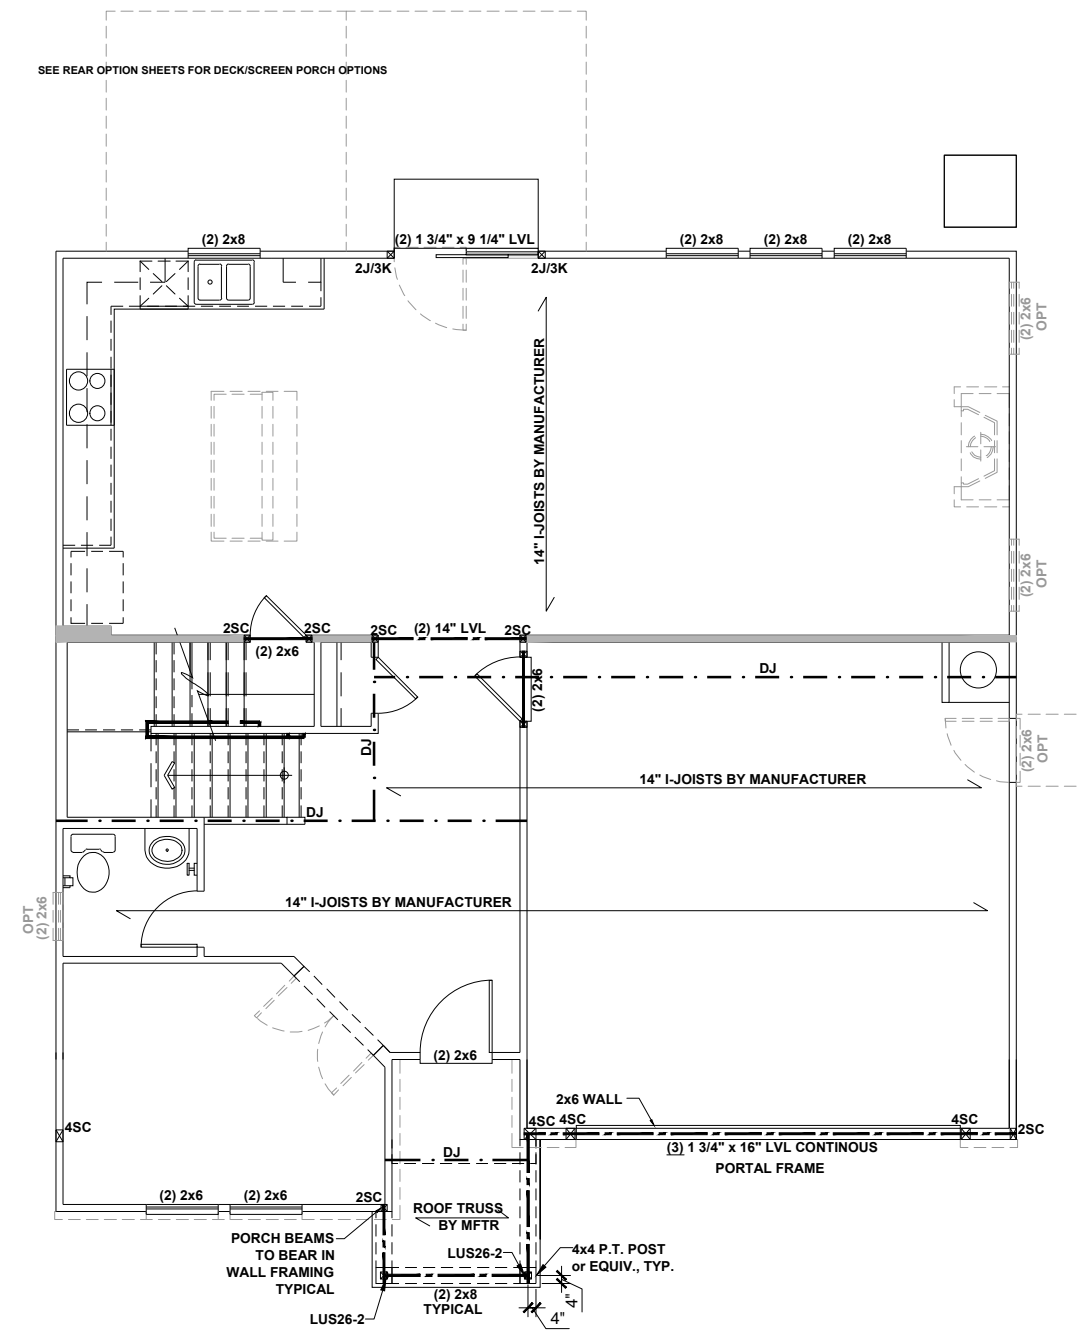 SEE REAR OPTION SHEETS FOR DECK/SCREEN PORCH OPTIONS
(2) 2x8
(2) 1 3/4" x 9 1/4" LVL
(2) 2x8
(2) 2x8
(2) 2x8
2J/3K
2J/3K
(2) 2x6
OPT
14" I-JOISTS BY MANUFACTURER
(2) 2x6
OPT
2SC
2SC
2SC
(2) 14" LVL
2SC
(2) 2x6
(2) 2x6
DJ
DJ
(2) 2x6
OPT
14" I-JOISTS BY MANUFACTURER
DJ
14" I-JOISTS BY MANUFACTURER
OPT
(2) 2x6
(2) 2x6
2x6 WALL
4SC
4SC
4SC
4SC
2SC
(3) 1 3/4" x 16" LVL CONTINOUS
PORTAL FRAME
DJ
(2) 2x6
(2) 2x6
2SC
ROOF TRUSS
BY MFTR
PORCH BEAMS
TO BEAR IN
WALL FRAMING
TYPICAL
LUS26-2
4x4 P.T. POST
or EQUIV., TYP.
(2) 2x8
TYPICAL
LUS26-2
4"
4"